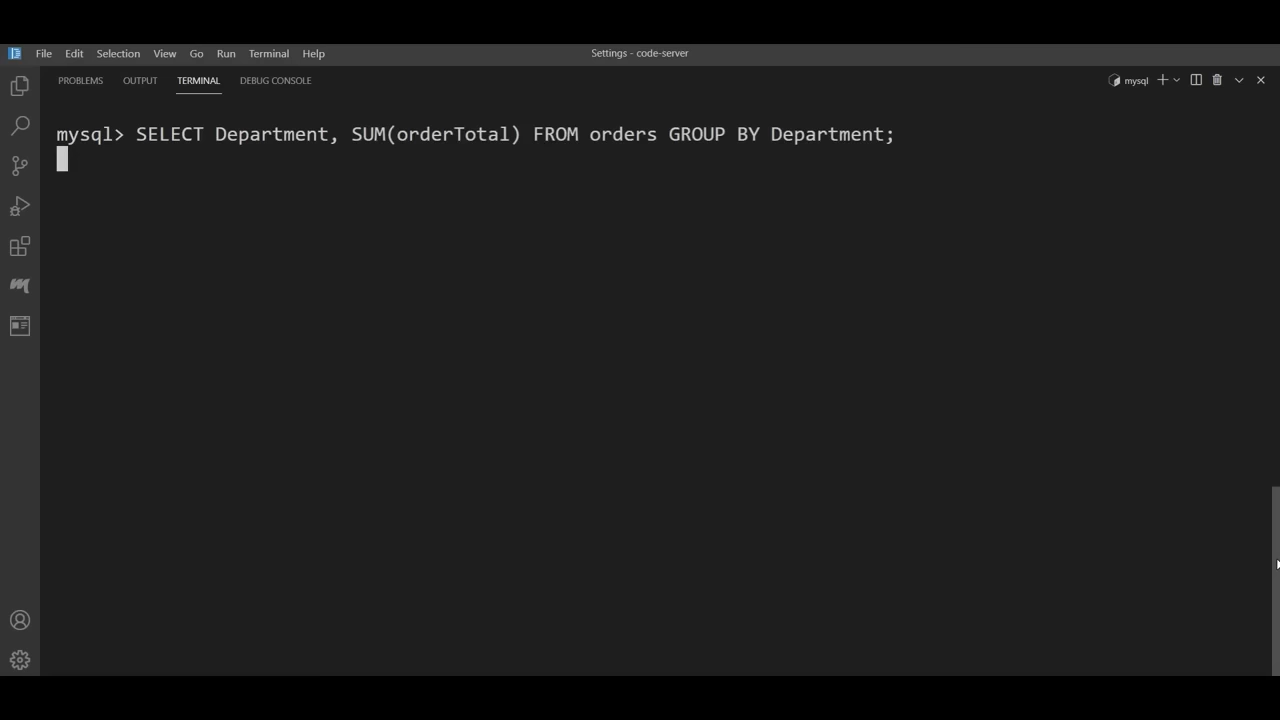 File Edit Selection View Go Run Terminal Help Settings - code-server
PROBLEMS OUTPUT TERMINAL DEBUG CONSOLE mysql
mysql> SELECT Department, SUM(orderTotal) FROM orders GROUP BY Department;